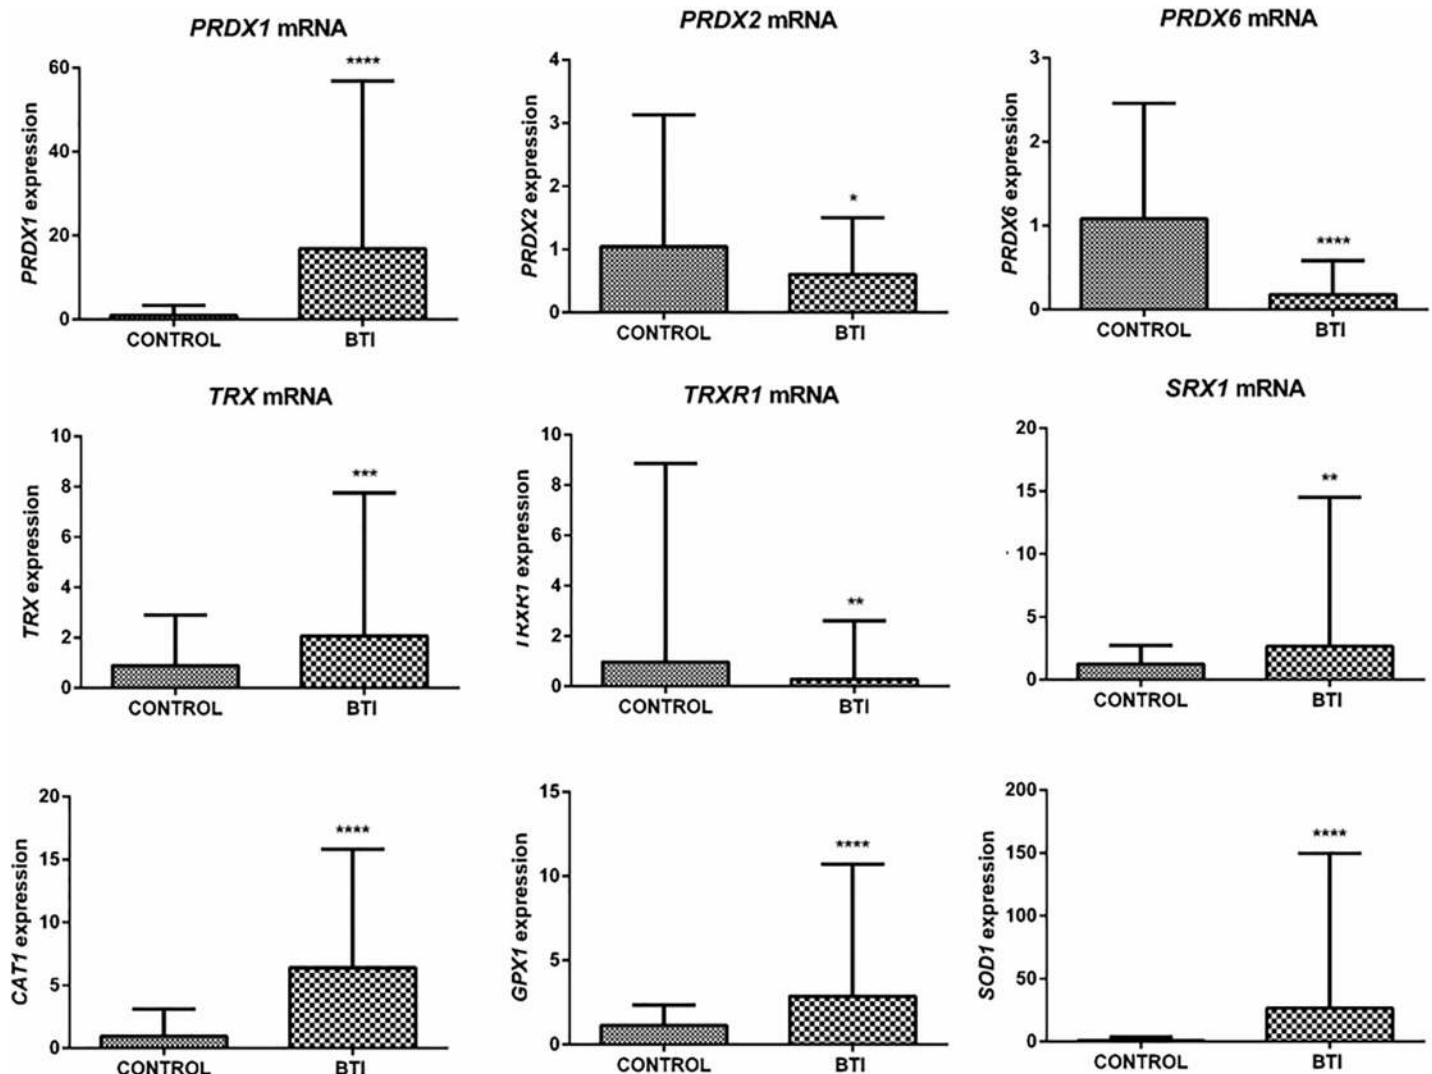 PRDX1 mRNA
PRDX1 expression
60
40
20
0
****
CONTROL
BTI
PRDX2 mRNA
PRDX2 expression
4
3
2
1
0
*
CONTROL
BTI
PRDX6 mRNA
PRDX6 expression
3
2
1
0
****
CONTROL
BTI
TRX mRNA
TRX expression
10
8
6
4
2
0
***
CONTROL
BTI
TRXR1 mRNA
TRXR1 expression
10
8
6
4
2
0
**
CONTROL
BTI
SRX1 mRNA
20
15
10
5
0
**
CONTROL
BTI
CAT1 expression
20
15
10
5
0
****
CONTROL
BTI
GPX1 expression
15
10
5
0
****
CONTROL
BTI
SOD1 expression
200
150
100
50
0
****
CONTROL
BTI